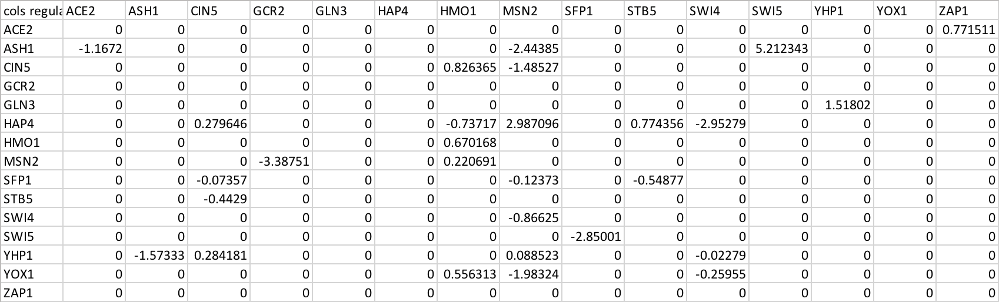 cols regula ACE2 ASH1 CIN5 GCR2 GLN3 HAP4 HMO1 MSN2 SFP1 STB5 SWI4 SWI5 YHP1 YOX1 ZAP1
ACE2 0 0 0 0 0 0 0 0 0 0 0 0 0 0 0.771511
ASH1 -1.1672 0 0 0 0 0 0 -2.44385 0 0 0 5.212343 0 0 0
CIN5 0 0 0 0 0 0 0.826365 -1.48527 0 0 0 0 0 0 0
GCR2 0 0 0 0 0 0 0 0 0 0 0 0 0 0 0
GLN3 0 0 0 0 0 0 0 0 0 0 0 0 1.51802 0 0
HAP4 0 0 0.279646 0 0 0 -0.73717 2.987096 0 0.774356 -2.95279 0 0 0 0
HMO1 0 0 0 0 0 0 0.670168 0 0 0 0 0 0 0 0
MSN2 0 0 0 -3.38751 0 0 0.220691 0 0 0 0 0 0 0 0
SFP1 0 0 -0.07357 0 0 0 0 -0.12373 0 -0.54877 0 0 0 0 0
STB5 0 0 -0.4429 0 0 0 0 0 0 0 0 0 0 0 0
SWI4 0 0 0 0 0 0 0 -0.86625 0 0 0 0 0 0 0
SWI5 0 0 0 0 0 0 0 0 -2.85001 0 0 0 0 0 0
YHP1 0 -1.57333 0.284181 0 0 0 0 0.088523 0 0 -0.02279 0 0 0 0
YOX1 0 0 0 0 0 0 0.556313 -1.98324 0 0 -0.25955 0 0 0 0
ZAP1 0 0 0 0 0 0 0 0 0 0 0 0 0 0 0